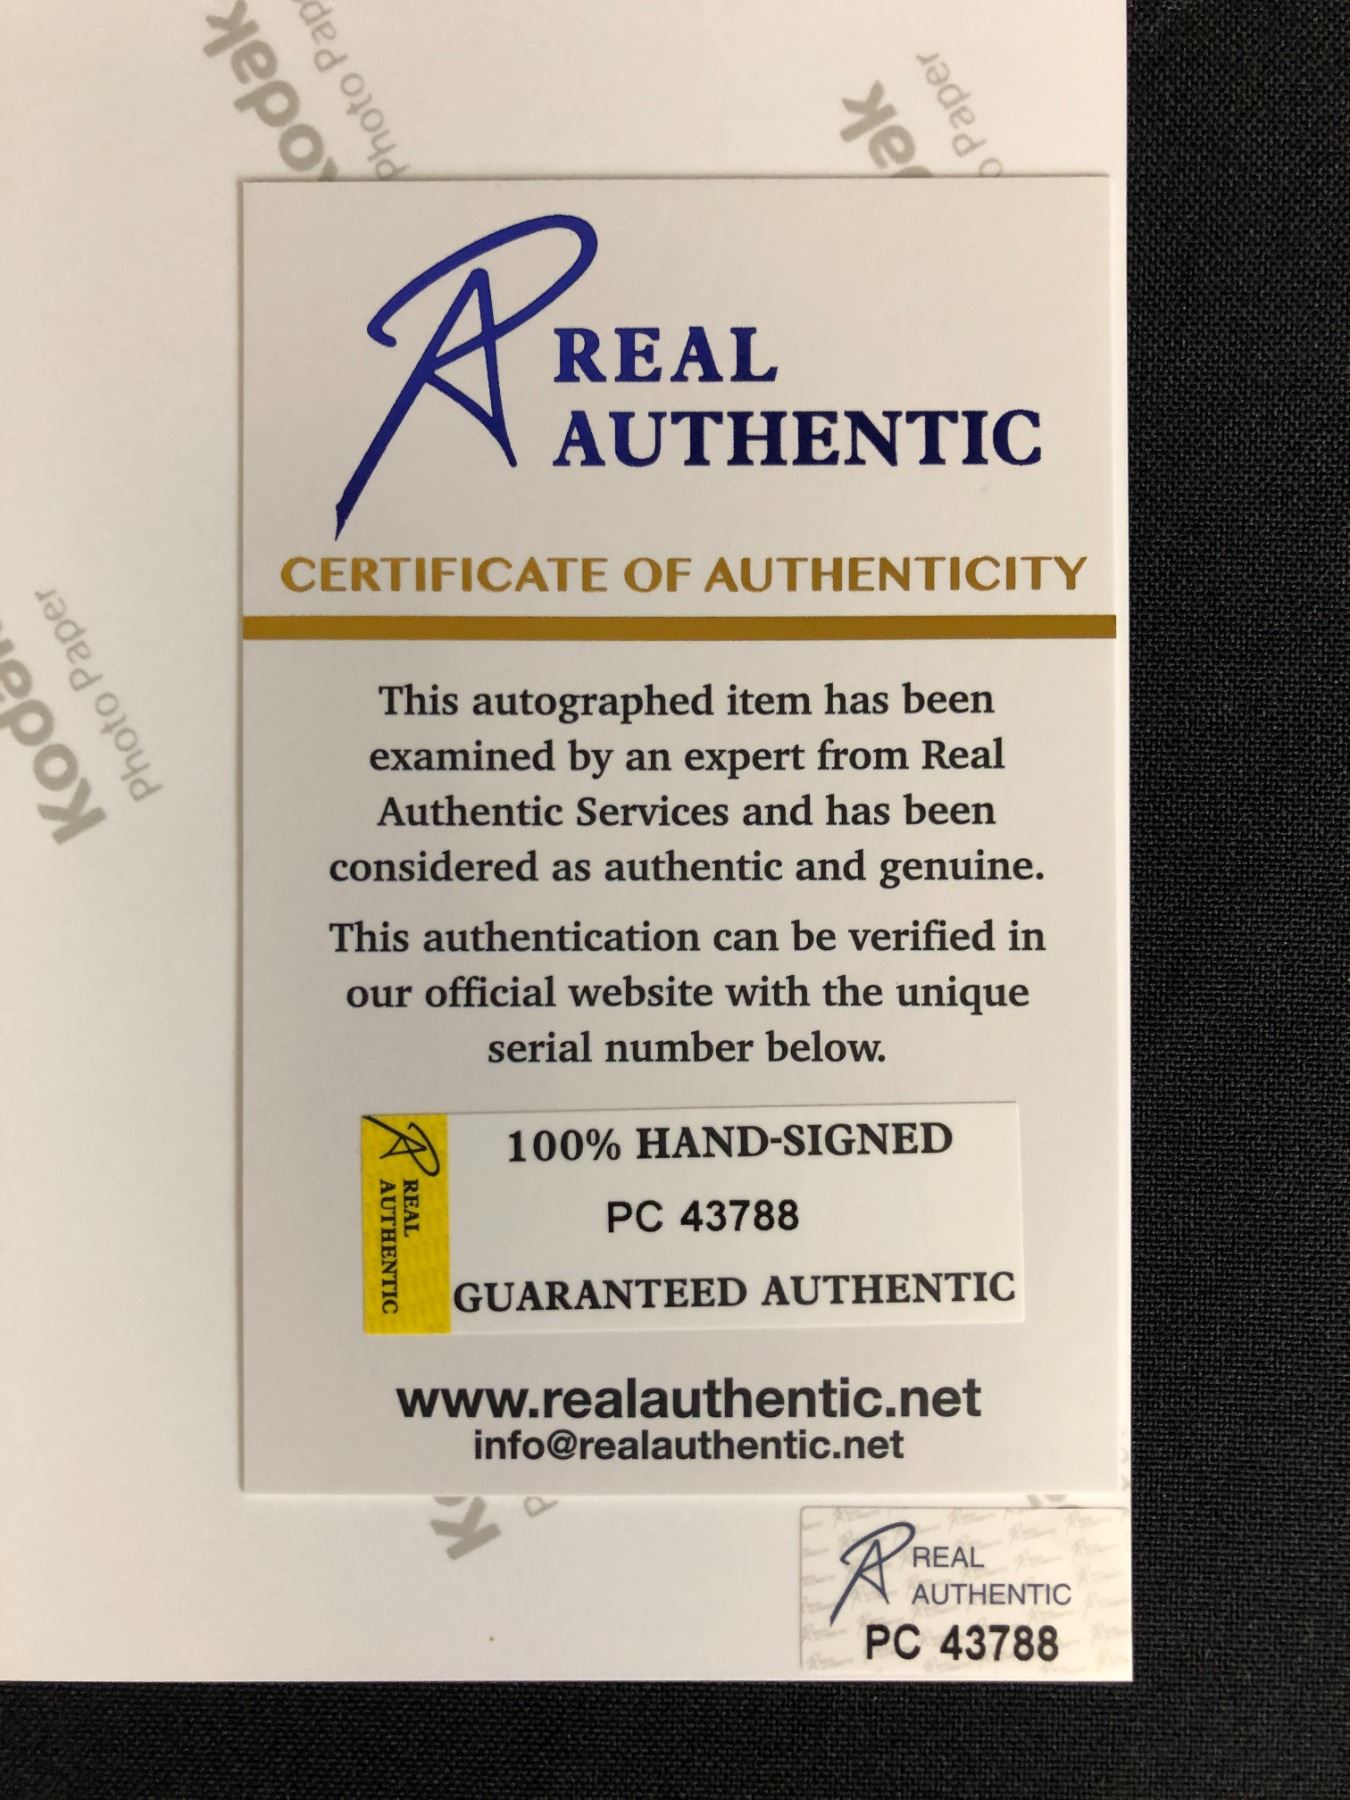 Kodak
Photo Paper
Kodak
Photo Paper
REAL
AUTHENTIC
CERTIFICATE OF AUTHENTICITY
This autographed item has been
examined by an expert from Real
Authentic Services and has been
considered as authentic and genuine.
This authentication can be verified in
our official website with the unique
serial number below.
REAL
AUTHENTIC
100% HAND-SIGNED
PC 43788
GUARANTEED AUTHENTIC
www.realauthentic.net
info@realauthentic.net
REAL
AUTHENTIC
PC 43788